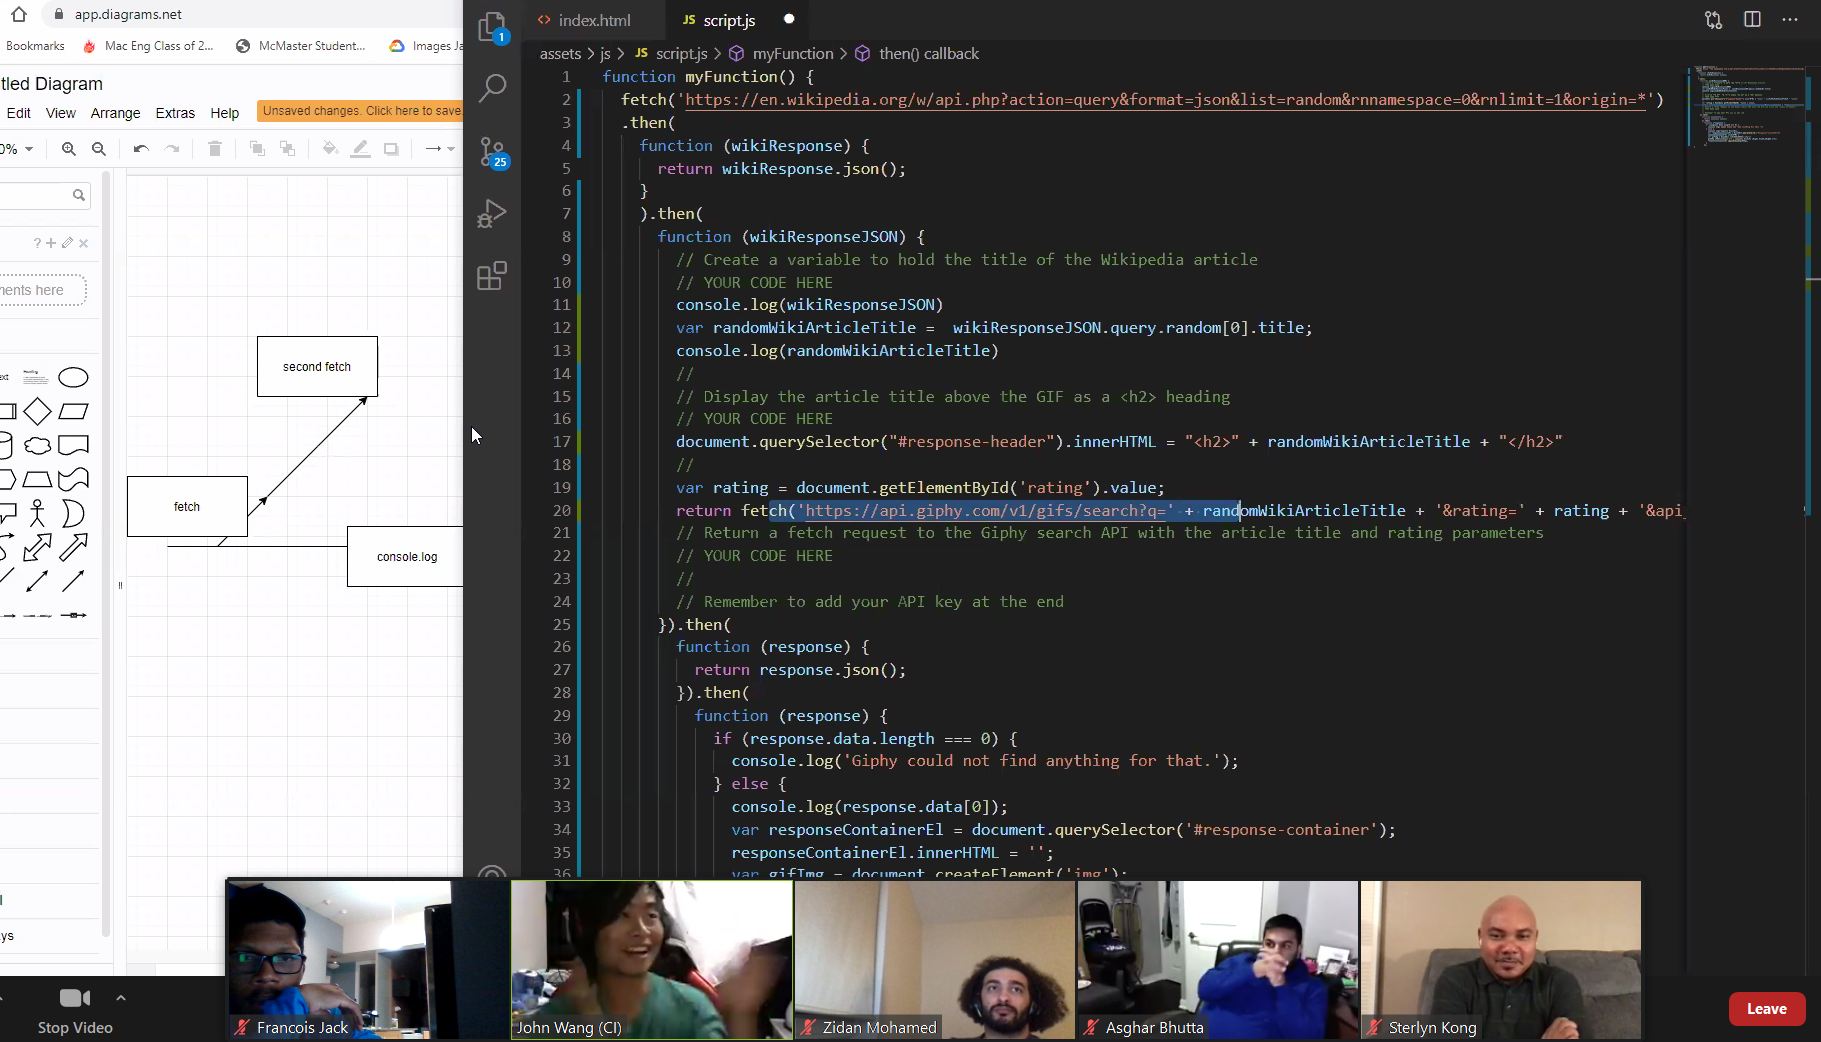 app.diagrams.net
Bookmarks
Mac Eng Class of 2...
McMaster Student...
Images Ja
tled Diagram
Edit View Arrange Extras Help
Unsaved changes. Click here to save.
0%
ments here
second fetch
fetch
console.log
ys
1
25
index.html
JS script.js
assets > js > JS script.js > myFunction > then() callback
1 function myFunction() {
2 fetch('https://en.wikipedia.org/w/api.php?action=query&format=json&list=random&rnnamespace=0&rnlimit=1&origin=*')
3 .then(
4 function (wikiResponse) {
5 return wikiResponse.json();
6 }
7 ).then(
8 function (wikiResponseJSON) {
9 // Create a variable to hold the title of the Wikipedia article
10 // YOUR CODE HERE
11 console.log(wikiResponseJSON)
12 var randomWikiArticleTitle =  wikiResponseJSON.query.random[0].title;
13 console.log(randomWikiArticleTitle)
14 //
15 // Display the article title above the GIF as a <h2> heading
16 // YOUR CODE HERE
17 document.querySelector("#response-header").innerHTML = "<h2>" + randomWikiArticleTitle + "</h2>"
18 //
19 var rating = document.getElementById('rating').value;
20 return fetch('https://api.giphy.com/v1/gifs/search?q=' + randomWikiArticleTitle + '&rating=' + rating + '&api_
21 // Return a fetch request to the Giphy search API with the article title and rating parameters
22 // YOUR CODE HERE
23 //
24 // Remember to add your API key at the end
25 }).then(
26 function (response) {
27 return response.json();
28 }).then(
29 function (response) {
30 if (response.data.length === 0) {
31 console.log('Giphy could not find anything for that.');
32 } else {
33 console.log(response.data[0]);
34 var responseContainerEl = document.querySelector('#response-container');
35 responseContainerEl.innerHTML = '';
36 var gifImg = document.createElement('img');
Stop Video
Francois Jack
John Wang (CI)
Zidan Mohamed
Asghar Bhutta
Sterlyn Kong
Leave